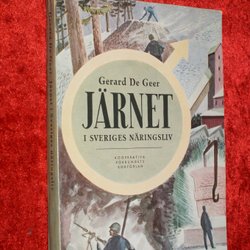 Gerard De Geer
JÄRNET
I SVERIGES NÄRINGSLIV
KOOPERATIVA
FÖRBUNDETS
BOKFÖRLAG